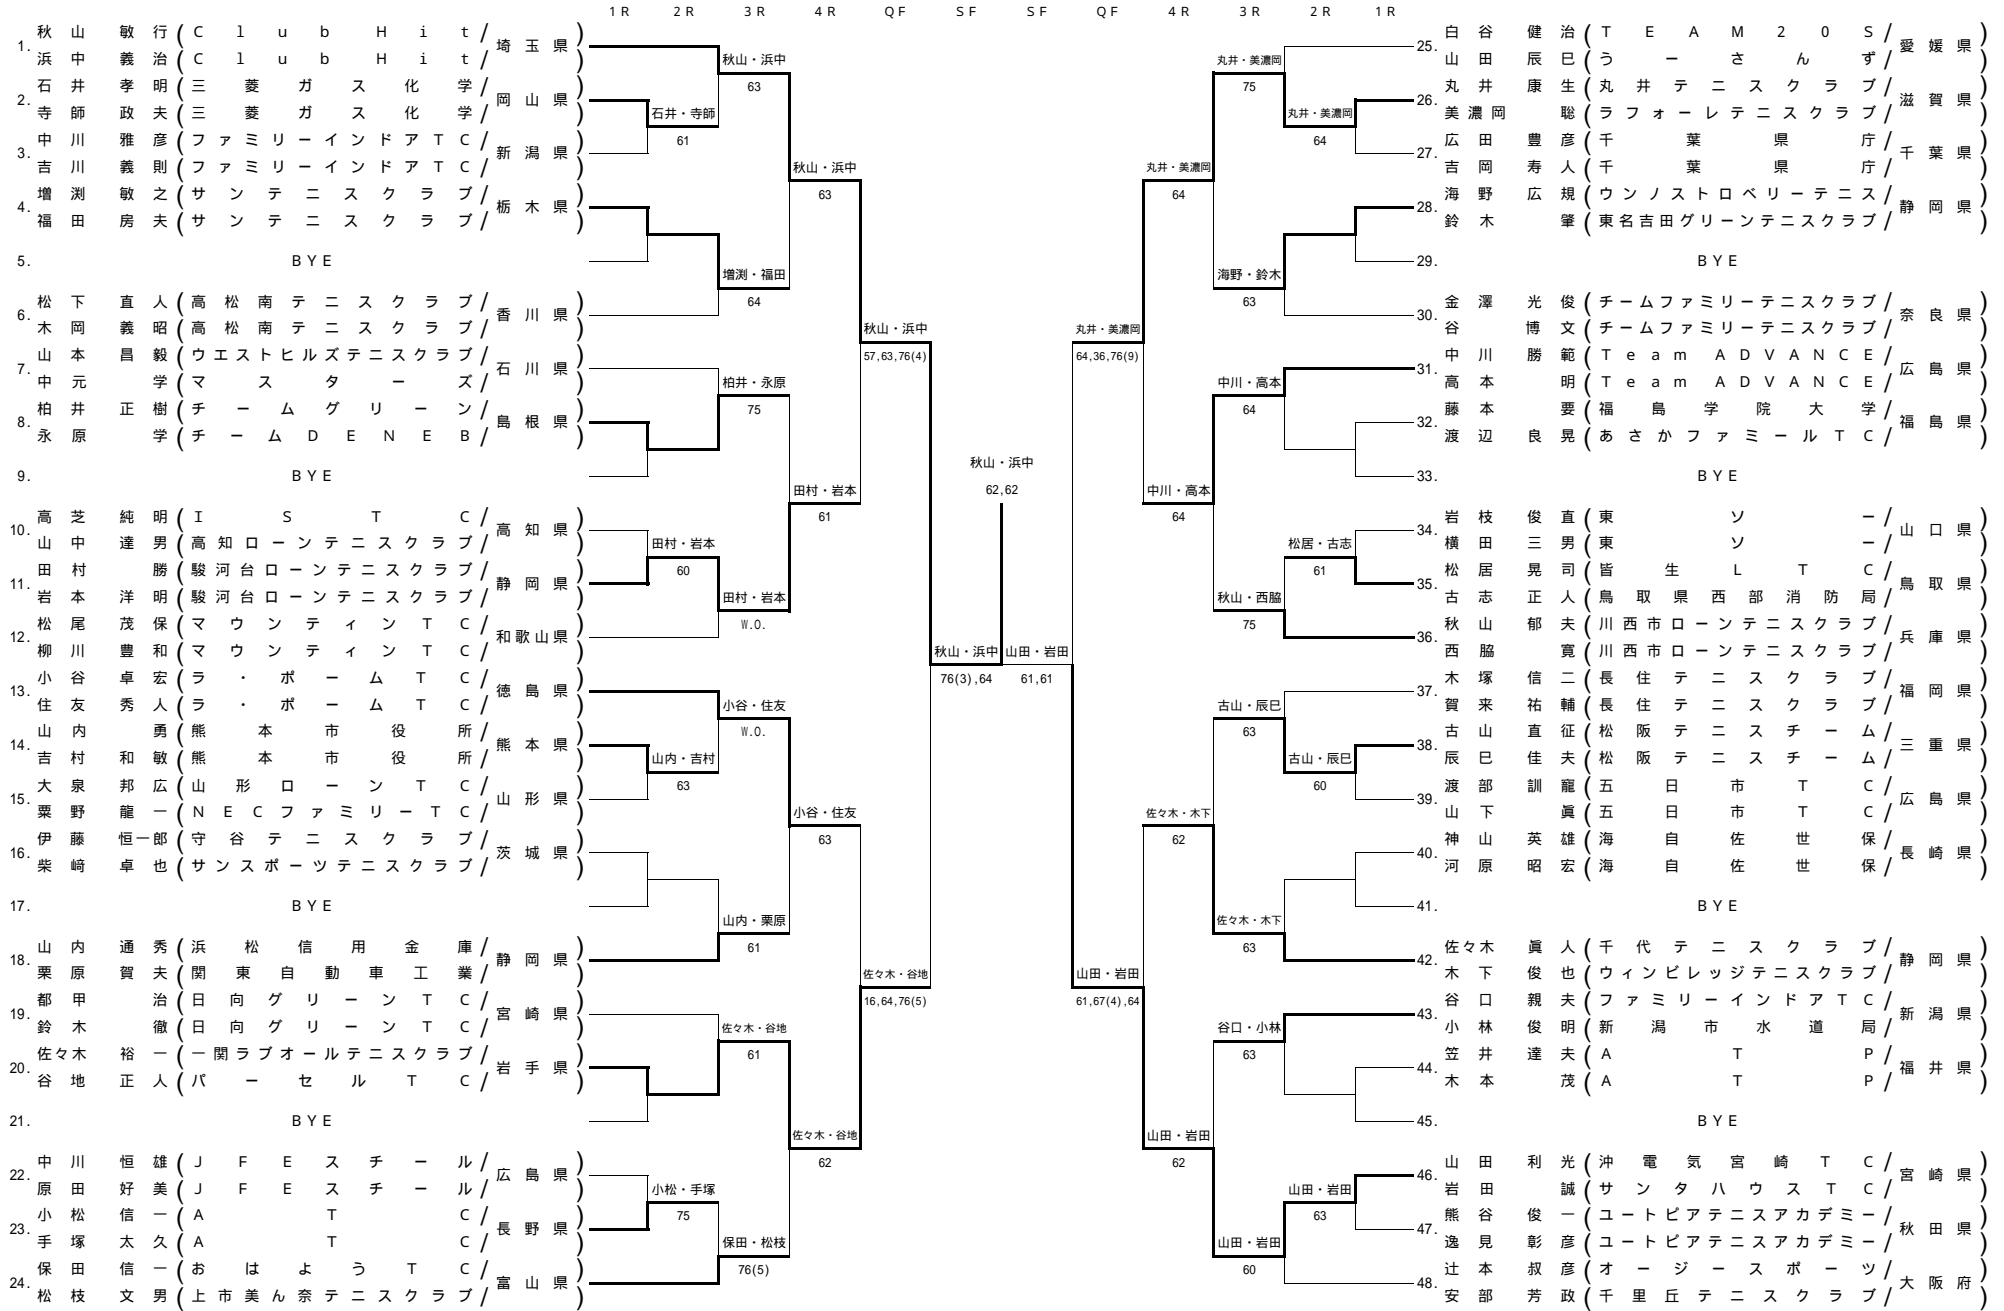 1R 2R 3R 4R QF SF SF QF 4R 3R 2R 1R
1. 秋山 敏行 (Club Hit/
浜中 義治 (Club Hit/ 埼玉県)
2. 石井 孝明 (三菱ガス化学/
寺師 政夫 (三菱ガス化学/ 岡山県)
3. 中川 雅彦 (ファミリーインドアTC/
吉川 義則 (ファミリーインドアTC/ 新潟県)
4. 増渕 敏之 (サンテニスクラブ/
福田 房夫 (サンテニスクラブ/ 栃木県)
5. BYE
6. 松下 直人 (高松南テニスクラブ/
木岡 義昭 (高松南テニスクラブ/ 香川県)
7. 山本 昌毅 (ウエストヒルズテニスクラブ/
中元 学 (マスターズ/ 石川県)
8. 柏井 正樹 (チームグリーン/
永原 学 (チームDENEB/ 島根県)
9. BYE
10. 高芝 純明 (ISTC/
山中 達男 (高知ローンテニスクラブ/ 高知県)
11. 田村 勝 (駿河台ローンテニスクラブ/
岩本 洋明 (駿河台ローンテニスクラブ/ 静岡県)
12. 松尾 茂保 (マウンティンTC/
柳川 豊和 (マウンティンTC/ 和歌山県)
13. 小谷 卓宏 (ラ・ポームTC/
住友 秀人 (ラ・ポームTC/ 徳島県)
14. 山内 勇 (熊本市役所/
吉村 和敏 (熊本市役所/ 熊本県)
15. 大泉 邦広 (山形ローンTC/
粟野 龍一 (NECファミリーTC/ 山形県)
16. 伊藤 恒一郎 (守谷テニスクラブ/
柴﨑 卓也 (サンスポーツテニスクラブ/ 茨城県)
17. BYE
18. 山内 通秀 (浜松信用金庫/
栗原 賀夫 (関東自動車工業/ 静岡県)
19. 都甲 治 (日向グリーンTC/
鈴木 徹 (日向グリーンTC/ 宮崎県)
20. 佐々木 裕一 (一関ラブオールテニスクラブ/
谷地 正人 (パーセルTC/ 岩手県)
21. BYE
22. 中川 恒雄 (JFEスチール/
原田 好美 (JFEスチール/ 広島県)
23. 小松 信一 (ATC/
手塚 太久 (ATC/ 長野県)
24. 保田 信一 (おはようTC/
松枝 文男 (上市美ん奈テニスクラブ/ 富山県)
石井・寺師
61
田村・岩本
60
山内・吉村
63
小松・手塚
75
秋山・浜中
63
増渕・福田
64
柏井・永原
75
田村・岩本
W.O.
小谷・住友
W.O.
山内・栗原
61
佐々木・谷地
61
保田・松枝
76(5)
秋山・浜中
63
田村・岩本
61
小谷・住友
63
佐々木・谷地
62
秋山・浜中
57,63,76(4)
佐々木・谷地
16,64,76(5)
秋山・浜中
76(3),64
秋山・浜中
62,62
山田・岩田
61,61
丸井・美濃岡
64,36,76(9)
山田・岩田
61,67(4),64
丸井・美濃岡
64
中川・高本
64
佐々木・木下
62
山田・岩田
62
丸井・美濃岡
75
海野・鈴木
63
中川・高本
64
秋山・西脇
75
古山・辰巳
63
佐々木・木下
63
谷口・小林
63
山田・岩田
60
丸井・美濃岡
64
松居・古志
61
古山・辰巳
60
山田・岩田
63
25. 白谷 健治 (TEAM20S/
山田 辰巳 (うーさんず/ 愛媛県)
26. 丸井 康生 (丸井テニスクラブ/
美濃岡 聡 (ラフォーレテニスクラブ/ 滋賀県)
27. 広田 豊彦 (千葉県庁/
吉岡 寿人 (千葉県庁/ 千葉県)
28. 海野 広規 (ウンノストロベリーテニス/
鈴木 肇 (東名吉田グリーンテニスクラブ/ 静岡県)
29. BYE
30. 金澤 光俊 (チームファミリーテニスクラブ/
谷 博文 (チームファミリーテニスクラブ/ 奈良県)
31. 中川 勝範 (Team ADVANCE/
高本 明 (Team ADVANCE/ 広島県)
32. 藤本 要 (福島学院大学/
渡辺 良晃 (あさかファミールTC/ 福島県)
33. BYE
34. 岩枝 俊直 (東ソー/
横田 三男 (東ソー/ 山口県)
35. 松居 晃司 (皆生LTC/
古志 正人 (鳥取県西部消防局/ 鳥取県)
36. 秋山 郁夫 (川西市ローンテニスクラブ/
西脇 寛 (川西市ローンテニスクラブ/ 兵庫県)
37. 木塚 信二 (長住テニスクラブ/
賀来 祐輔 (長住テニスクラブ/ 福岡県)
38. 古山 直征 (松阪テニスチーム/
辰巳 佳夫 (松阪テニスチーム/ 三重県)
39. 渡部 訓寵 (五日市TC/
山下 眞 (五日市TC/ 広島県)
40. 神山 英雄 (海自佐世保/
河原 昭宏 (海自佐世保/ 長崎県)
41. BYE
42. 佐々木 眞人 (千代テニスクラブ/
木下 俊也 (ウィンビレッジテニスクラブ/ 静岡県)
43. 谷口 親夫 (ファミリーインドアTC/
小林 俊明 (新潟市水道局/ 新潟県)
44. 笠井 達夫 (ATP/
木本 茂 (ATP/ 福井県)
45. BYE
46. 山田 利光 (沖電気宮崎TC/
岩田 誠 (サンタハウスTC/ 宮崎県)
47. 熊谷 俊一 (ユートピアテニスアカデミー/
逸見 彰彦 (ユートピアテニスアカデミー/ 秋田県)
48. 辻本 叔彦 (オージースポーツ/
安部 芳政 (千里丘テニスクラブ/ 大阪府)